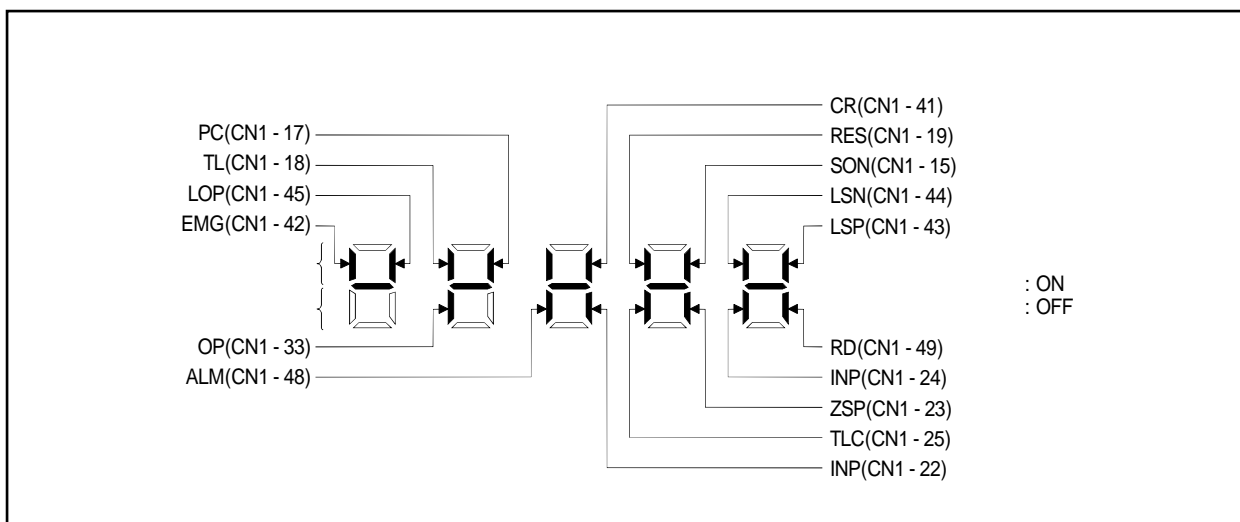 PC(CN1 - 17)
TL(CN1 - 18)
LOP(CN1 - 45)
EMG(CN1 - 42)
OP(CN1 - 33)
ALM(CN1 - 48)
CR(CN1 - 41)
RES(CN1 - 19)
SON(CN1 - 15)
LSN(CN1 - 44)
LSP(CN1 - 43)
RD(CN1 - 49)
INP(CN1 - 24)
ZSP(CN1 - 23)
TLC(CN1 - 25)
INP(CN1 - 22)
: ON
: OFF